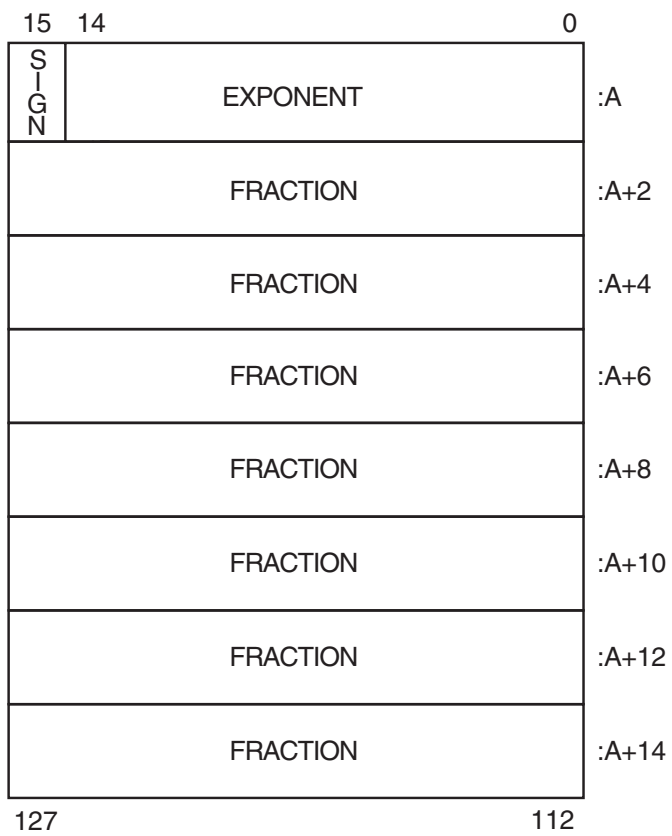 15 14 0
SIGN EXPONENT :A
FRACTION :A+2
FRACTION :A+4
FRACTION :A+6
FRACTION :A+8
FRACTION :A+10
FRACTION :A+12
FRACTION :A+14
127 112